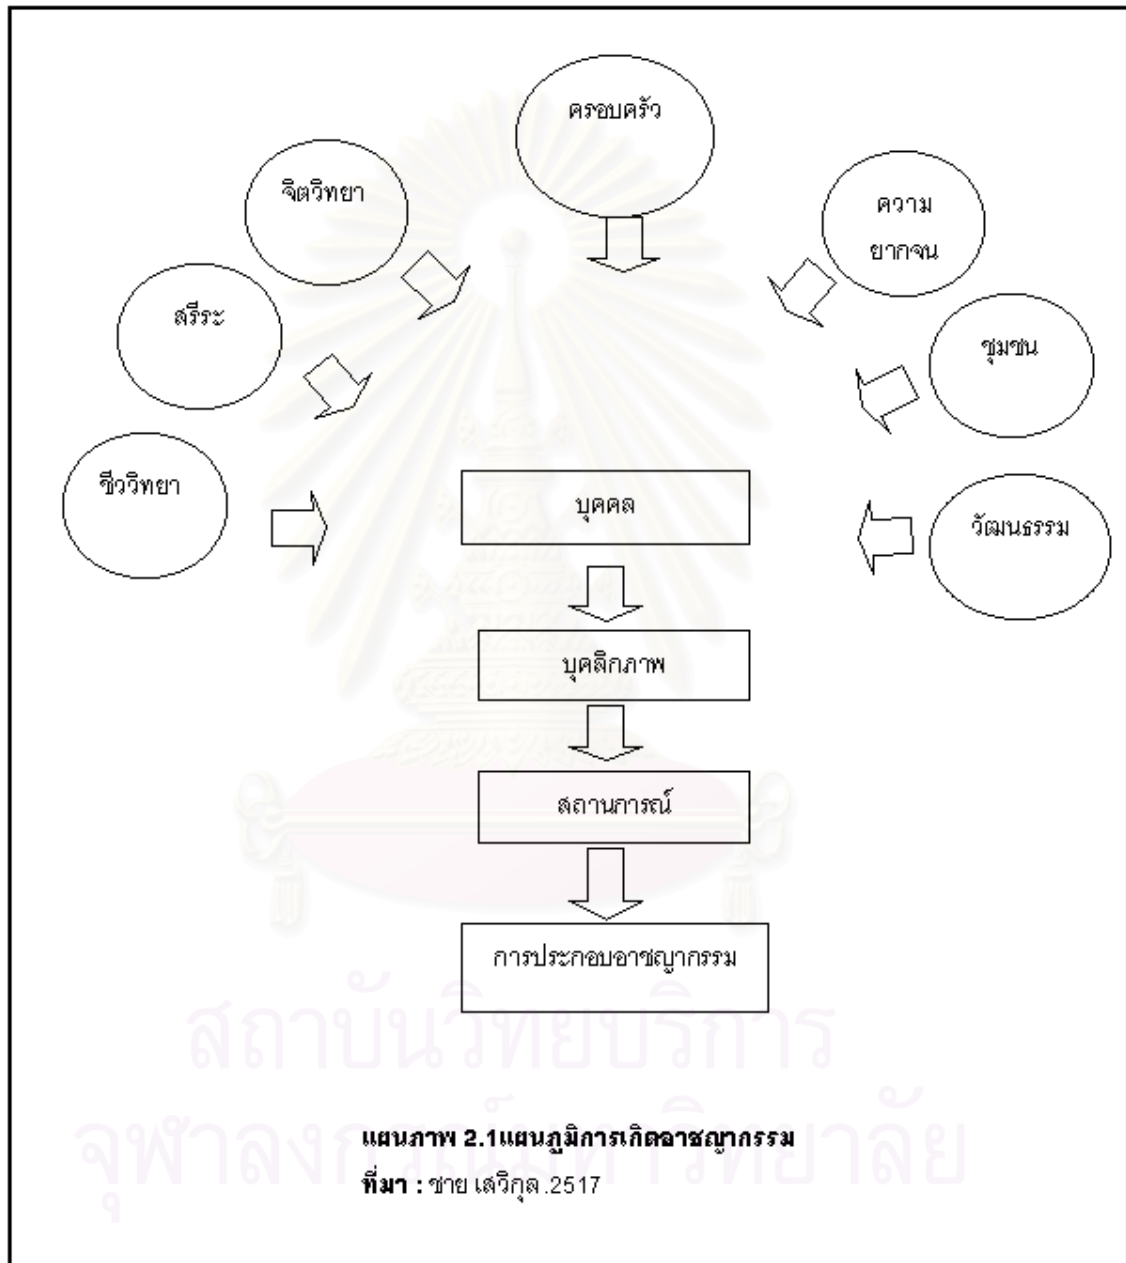 ครอบครัว
จิตวิทยา
ความ
ยากจน
สรีระ
ชุมชน
ชีววิทยา
บุคคล
วัฒนธรรม
บุคลิกภาพ
สถานการณ์
การประกอบอาชญากรรม
สถาบันวิทยบริการ
จุฬาลงกรณ์มหาวิทยาลัย
แผนภาพ 2.1แผนภูมิการเกิดอาชญากรรม
ที่มา : ชาย เสวิกุล .2517